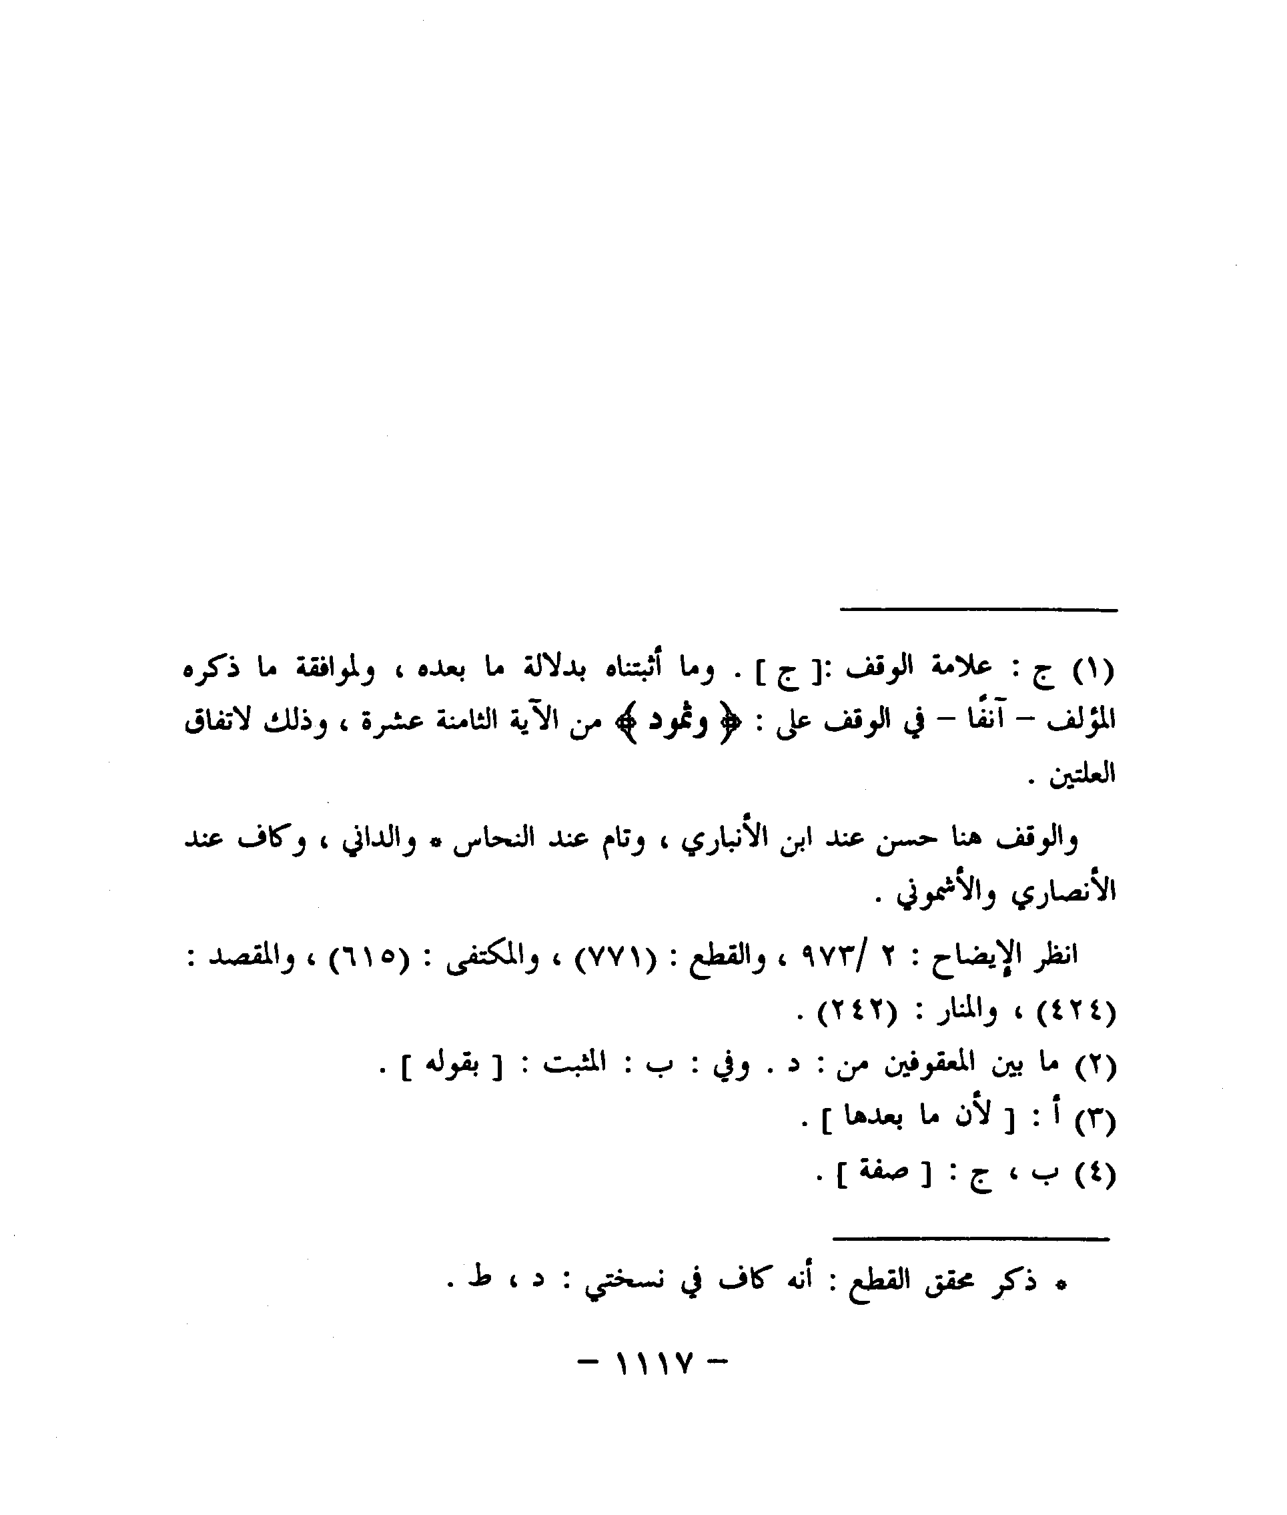 (١) ج : علامة الوقف :[ ج ] . وما أثبتناه بدلالة ما بعده ، ولموافقة ما ذكره
المؤلف – آنفًا – في الوقف على : ﴿ وثمود ﴾ من الآية الثامنة عشرة ، وذلك لاتفاق
العلتين .
والوقف هنا حسن عند ابن الأنباري ، وتام عند النحاس * والداني ، وكاف عند
الأنصاري والأشموني .
انظر الإيضاح : ٢ /٩٧٣ ، والقطع : (٧٧١) ، والمكتفى : (٦١٥) ، والمقصد :
(٤٢٤) ، والمنار : (٢٤٢) .
(٢) ما بين المعقوفين من : د . وفي : ب : المثبت : [ بقوله ] .
(٣) أ : [ لأن ما بعدها ] .
(٤) ب ، ج : [ صفة ] .
* ذكر محقق القطع : أنه كاف في نسختي : د ، ط .
– ١١١٧ –